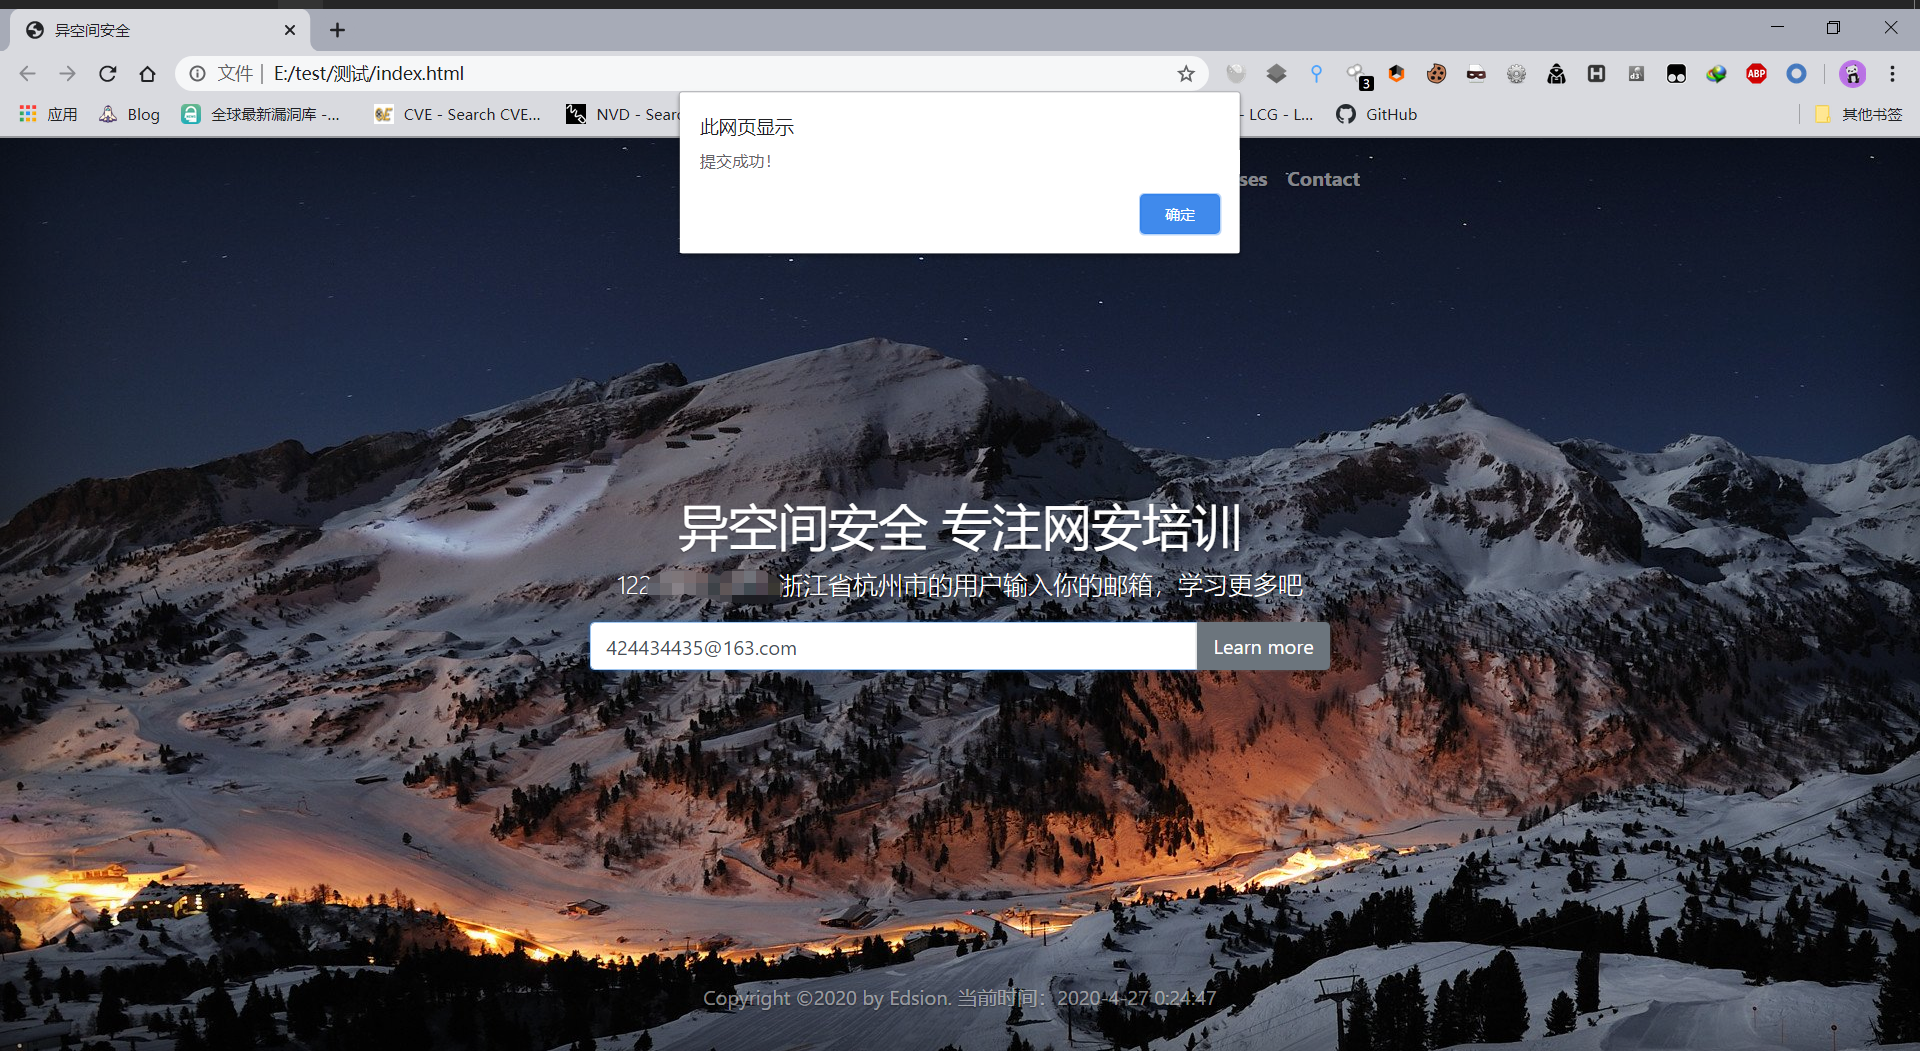 异空间安全
文件 | E:/test/测试/index.html
3
ABP
应用 Blog 全球最新漏洞库 -... CVE - Search CVE... NVD - Searc - LCG - L... GitHub 其他书签
此网页显示
提交成功！
确定
ses Contact
异空间安全 专注网安培训
122 浙江省杭州市的用户输入你的邮箱，学习更多吧
424434435@163.com Learn more
Copyright ©2020 by Edsion. 当前时间：2020-4-27 0:24:47